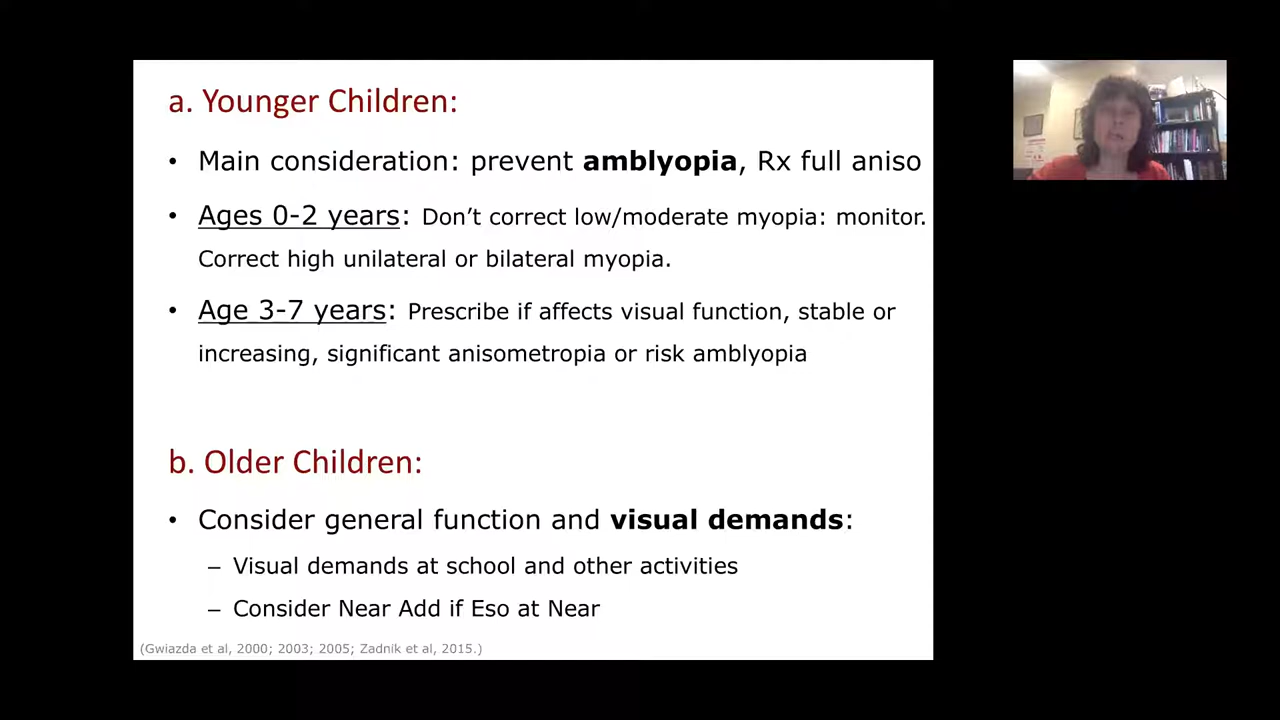 a. Younger Children:
• Main consideration: prevent amblyopia, Rx full aniso
• Ages 0-2 years: Don’t correct low/moderate myopia: monitor.
Correct high unilateral or bilateral myopia.
• Age 3-7 years: Prescribe if affects visual function, stable or
increasing, significant anisometropia or risk amblyopia
b. Older Children:
• Consider general function and visual demands:
– Visual demands at school and other activities
– Consider Near Add if Eso at Near
(Gwiazda et al, 2000; 2003; 2005; Zadnik et al, 2015.)